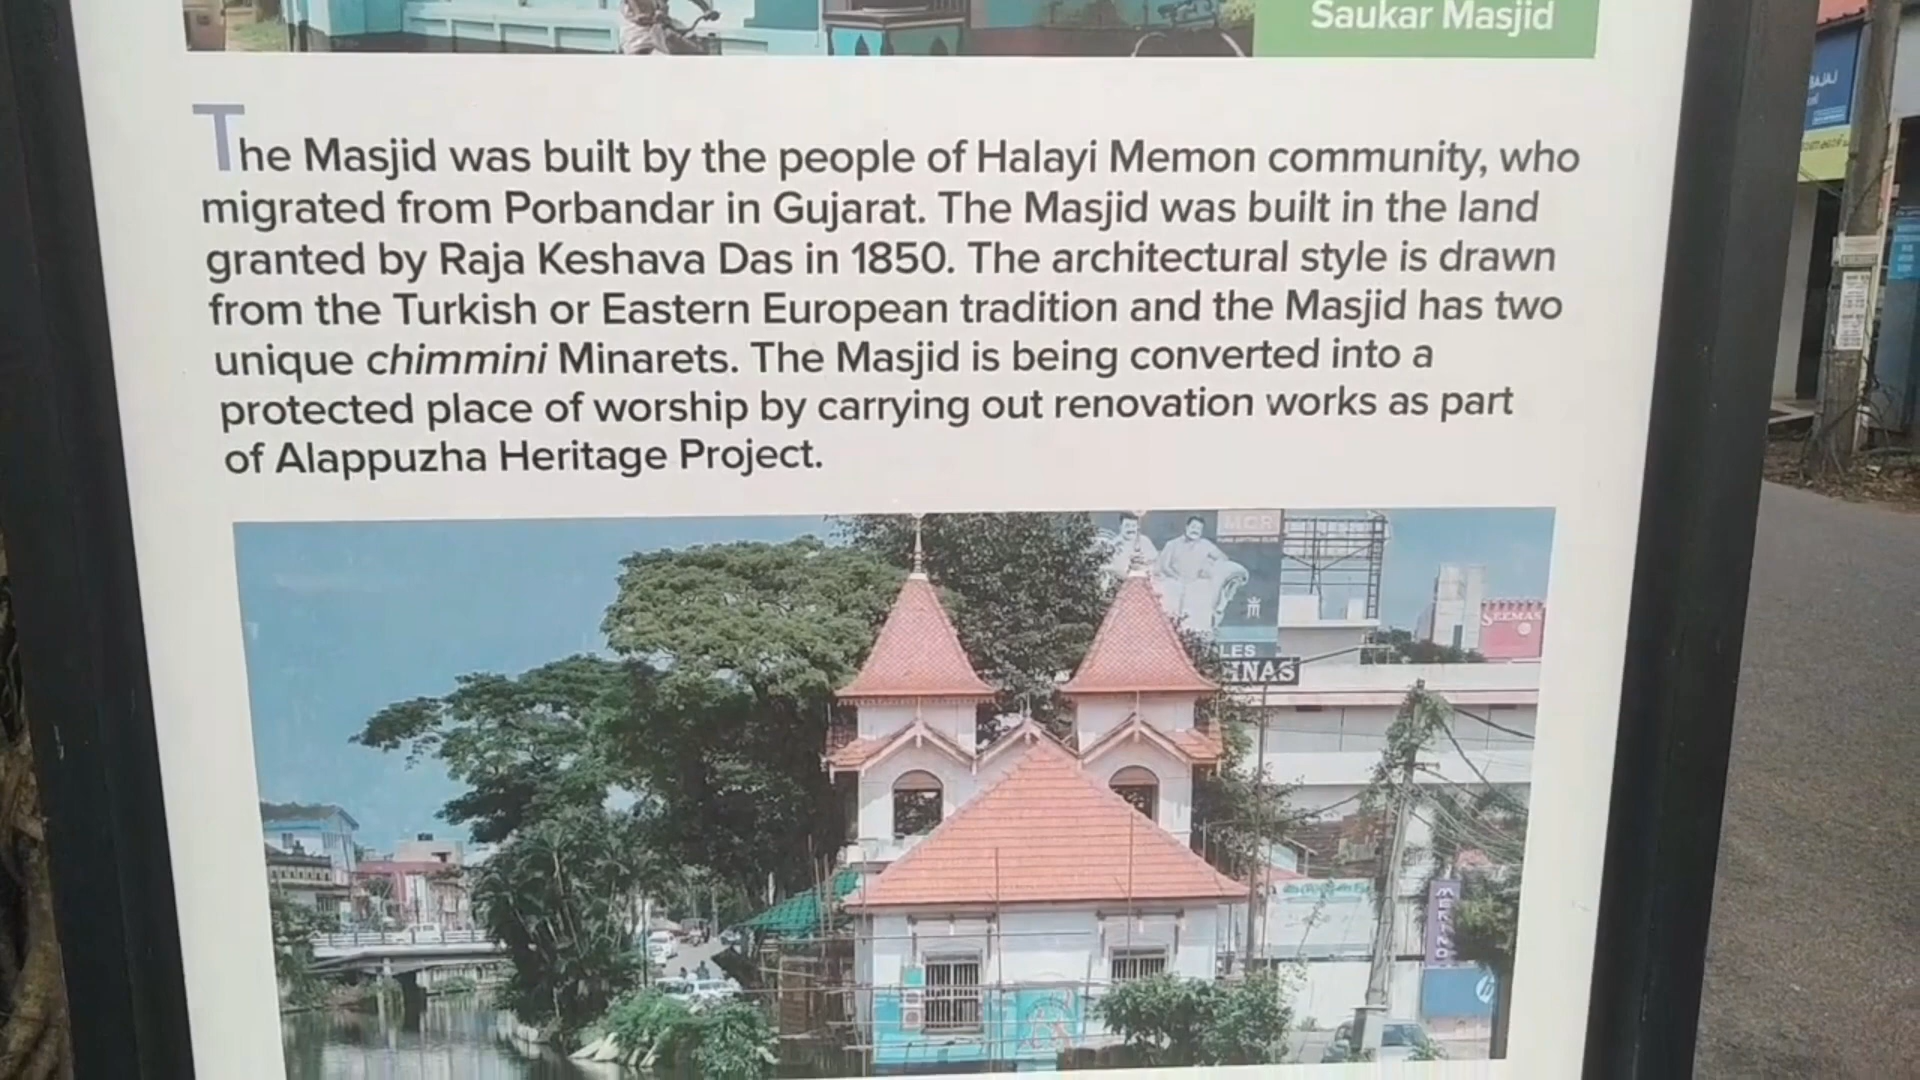 Saukar Masjid
The Masjid was built by the people of Halayi Memon community, who
migrated from Porbandar in Gujarat. The Masjid was built in the land
granted by Raja Keshava Das in 1850. The architectural style is drawn
from the Turkish or Eastern European tradition and the Masjid has two
unique chimmini Minarets. The Masjid is being converted into a
protected place of worship by carrying out renovation works as part
of Alappuzha Heritage Project.
MCR
SEEMAS
LES
BAJAJ